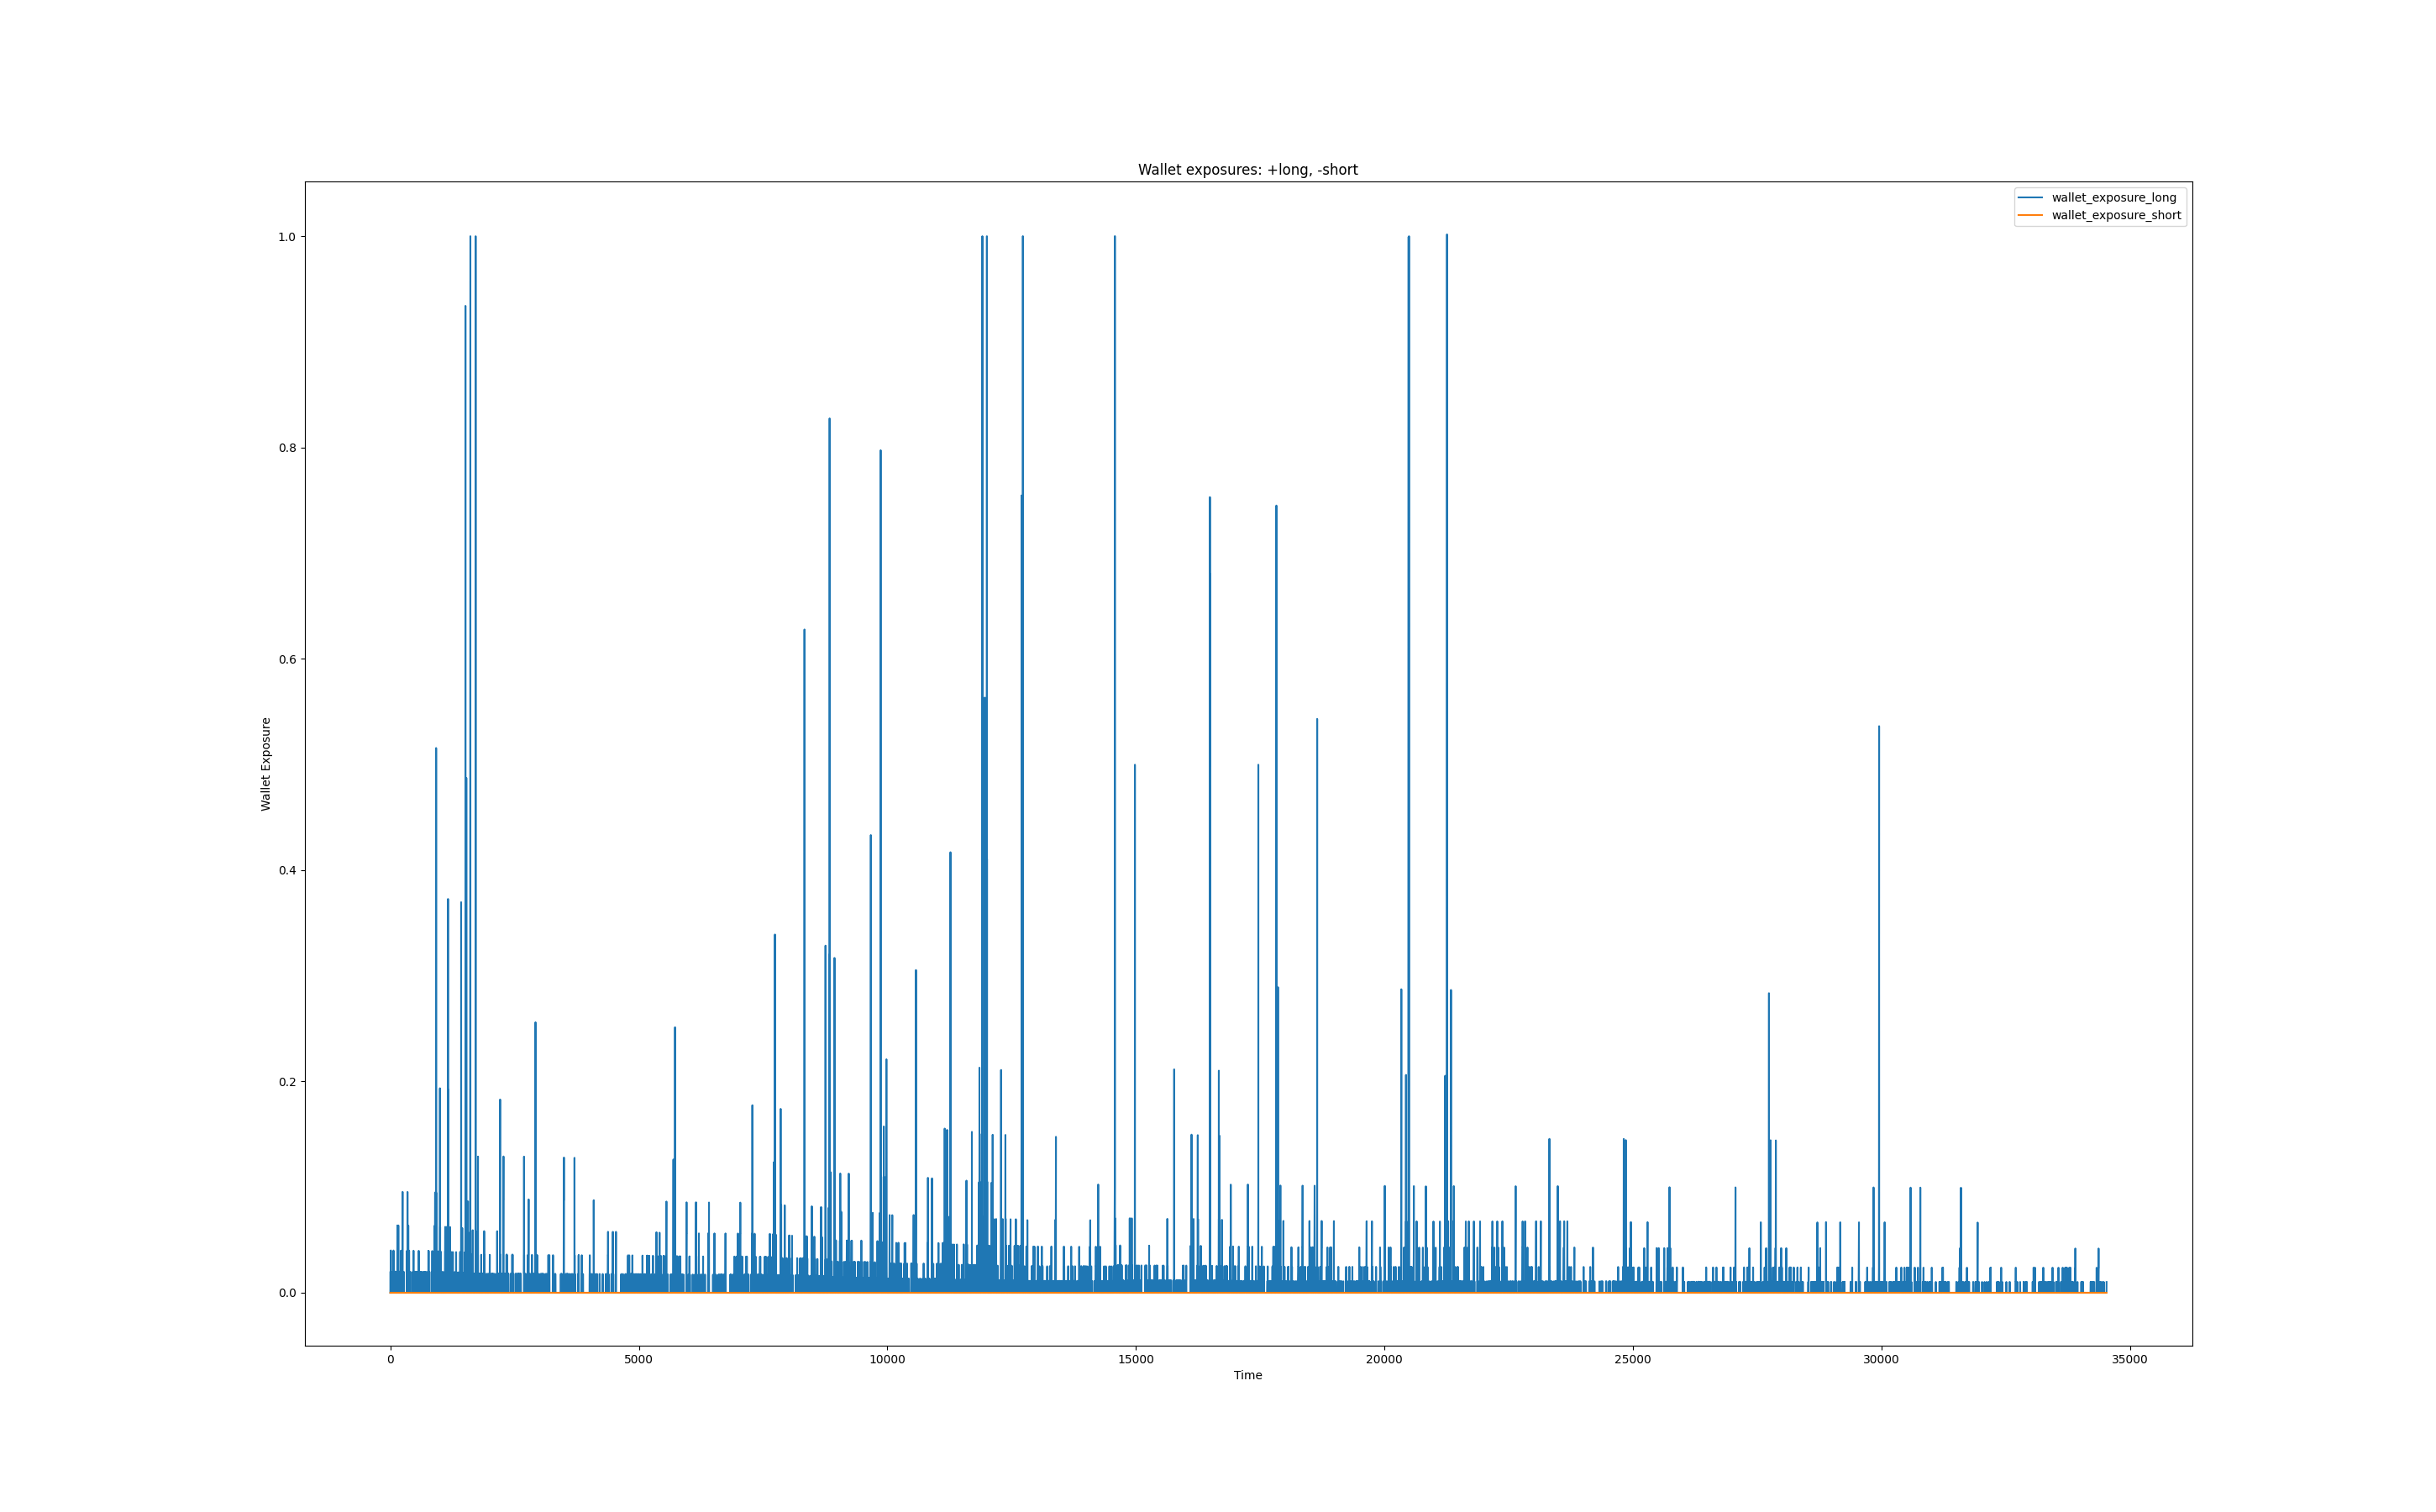 Wallet exposures: +long, -short
wallet_exposure_long
wallet_exposure_short
1.0
0.8
0.6
0.4
0.2
0.0
Wallet Exposure
0 5000 10000 15000 20000 25000 30000 35000
Time